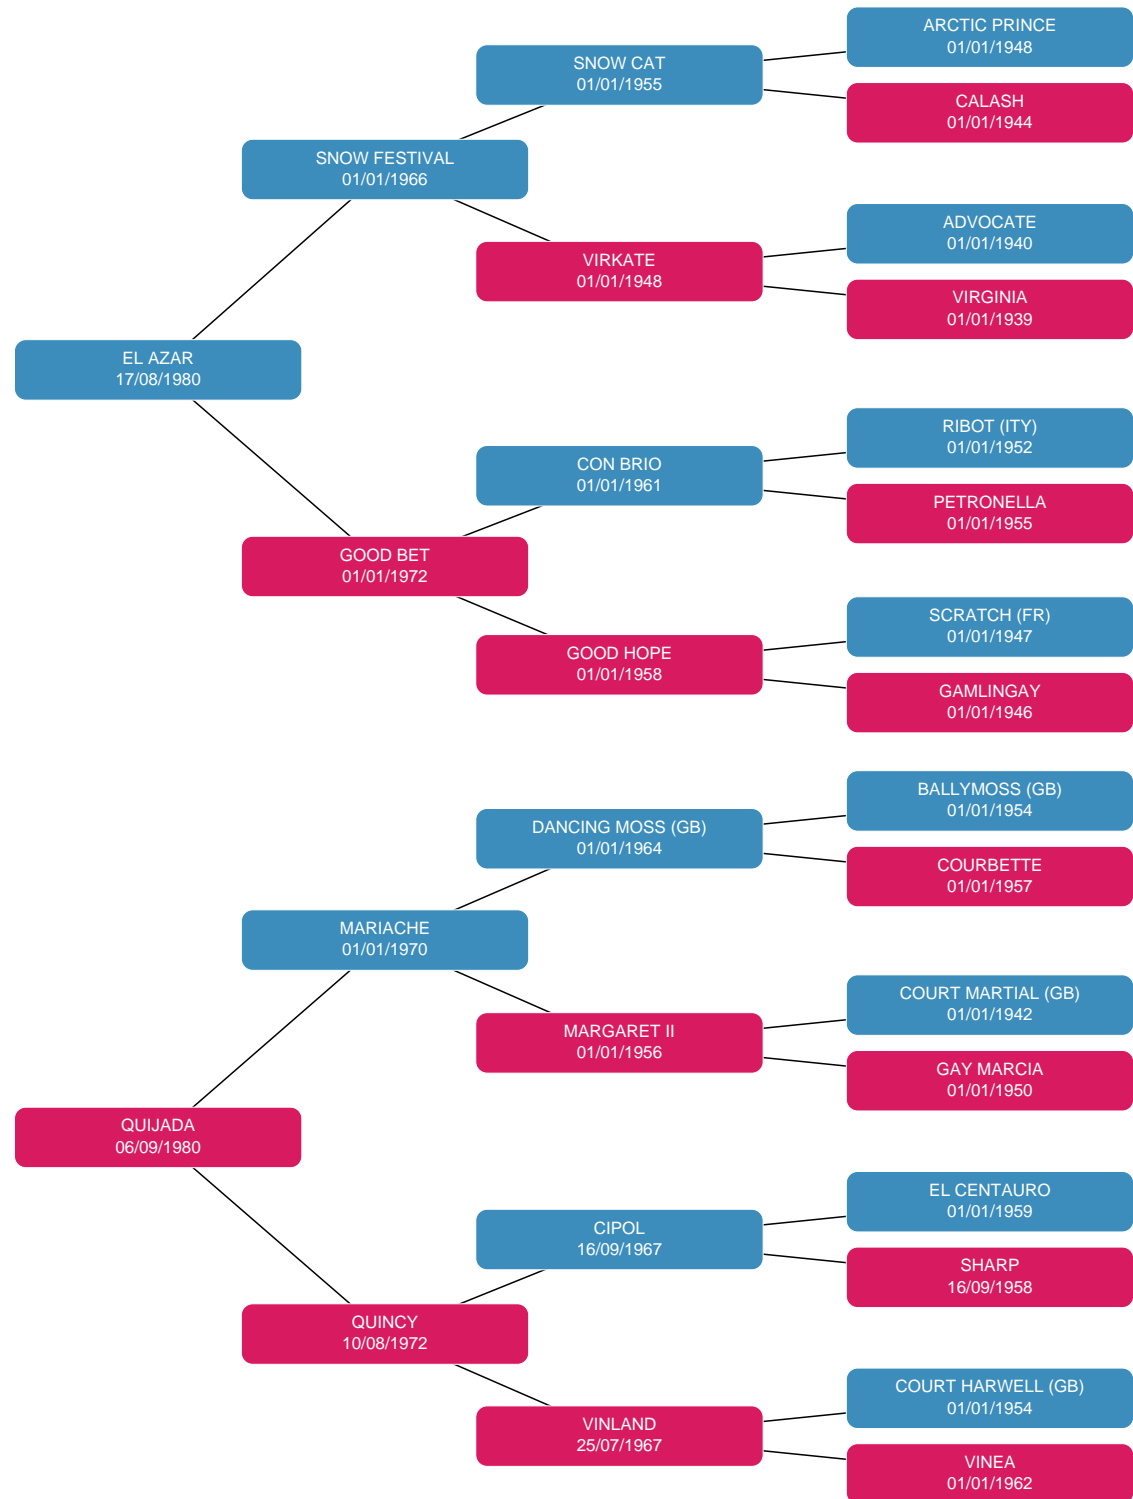 ARCTIC PRINCE
01/01/1948
SNOW CAT
01/01/1955
CALASH
01/01/1944
SNOW FESTIVAL
01/01/1966
ADVOCATE
01/01/1940
VIRKATE
01/01/1948
VIRGINIA
01/01/1939
EL AZAR
17/08/1980
RIBOT (ITY)
01/01/1952
CON BRIO
01/01/1961
PETRONELLA
01/01/1955
GOOD BET
01/01/1972
SCRATCH (FR)
01/01/1947
GOOD HOPE
01/01/1958
GAMLINGAY
01/01/1946
BALLYMOSS (GB)
01/01/1954
DANCING MOSS (GB)
01/01/1964
COURBETTE
01/01/1957
MARIACHE
01/01/1970
COURT MARTIAL (GB)
01/01/1942
MARGARET II
01/01/1956
GAY MARCIA
01/01/1950
QUIJADA
06/09/1980
EL CENTAURO
01/01/1959
CIPOL
16/09/1967
SHARP
16/09/1958
QUINCY
10/08/1972
COURT HARWELL (GB)
01/01/1954
VINLAND
25/07/1967
VINEA
01/01/1962